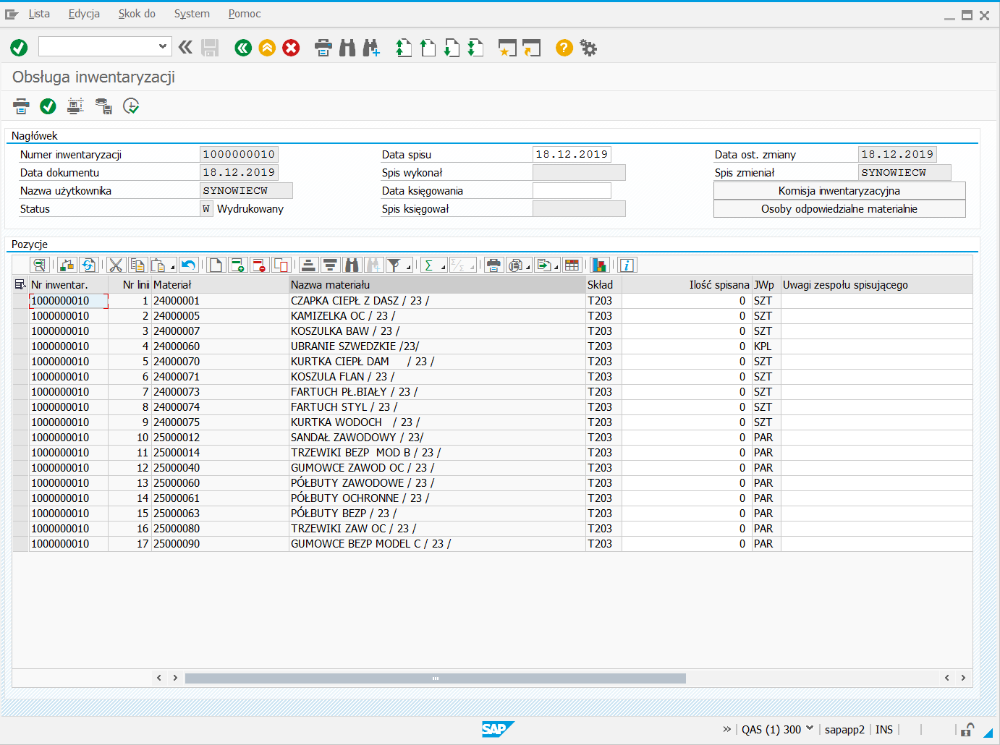 Lista Edycja Skok do System Pomoc
Obsługa inwentaryzacji
Nagłówek
Numer inwentaryzacji 1000000010 Data spisu 18.12.2019 Data ost. zmiany 18.12.2019
Data dokumentu 18.12.2019 Spis wykonał Spis zmieniał SYNOWIECW
Nazwa użytkownika SYNOWIECW Data księgowania Komisja inwentaryzacyjna
Status W Wydrukowany Spis księgował Osoby odpowiedzialne materialnie
Pozycje
Nr inwentar. Nr linii Materiał Nazwa materiału Skład Ilość spisana JWp Uwagi zespołu spisującego
1000000010 1 24000001 CZAPKA CIEPŁ Z DASZ / 23 / T203 0 SZT
1000000010 2 24000005 KAMIZELKA OC / 23 / T203 0 SZT
1000000010 3 24000007 KOSZULKA BAW / 23 / T203 0 SZT
1000000010 4 24000060 UBRANIE SZWEDZKIE /23/ T203 0 KPL
1000000010 5 24000070 KURTKA CIEPŁ DAM / 23 / T203 0 SZT
1000000010 6 24000071 KOSZULA FLAN / 23 / T203 0 SZT
1000000010 7 24000073 FARTUCH PŁ.BIAŁY / 23 / T203 0 SZT
1000000010 8 24000074 FARTUCH STYL / 23 / T203 0 SZT
1000000010 9 24000075 KURTKA WODOCH / 23 / T203 0 SZT
1000000010 10 25000012 SANDAŁ ZAWODOWY / 23/ T203 0 PAR
1000000010 11 25000014 TRZEWIKI BEZP MOD B / 23 / T203 0 PAR
1000000010 12 25000040 GUMOWCE ZAWOD OC / 23 / T203 0 PAR
1000000010 13 25000060 PÓŁBUTY ZAWODOWE / 23 / T203 0 PAR
1000000010 14 25000061 PÓŁBUTY OCHRONNE / 23 / T203 0 PAR
1000000010 15 25000063 PÓŁBUTY BEZP / 23 / T203 0 PAR
1000000010 16 25000080 TRZEWIKI ZAW OC / 23 / T203 0 PAR
1000000010 17 25000090 GUMOWCE BEZP MODEL C / 23 / T203 0 PAR
SAP » QAS (1) 300 sapapp2 INS